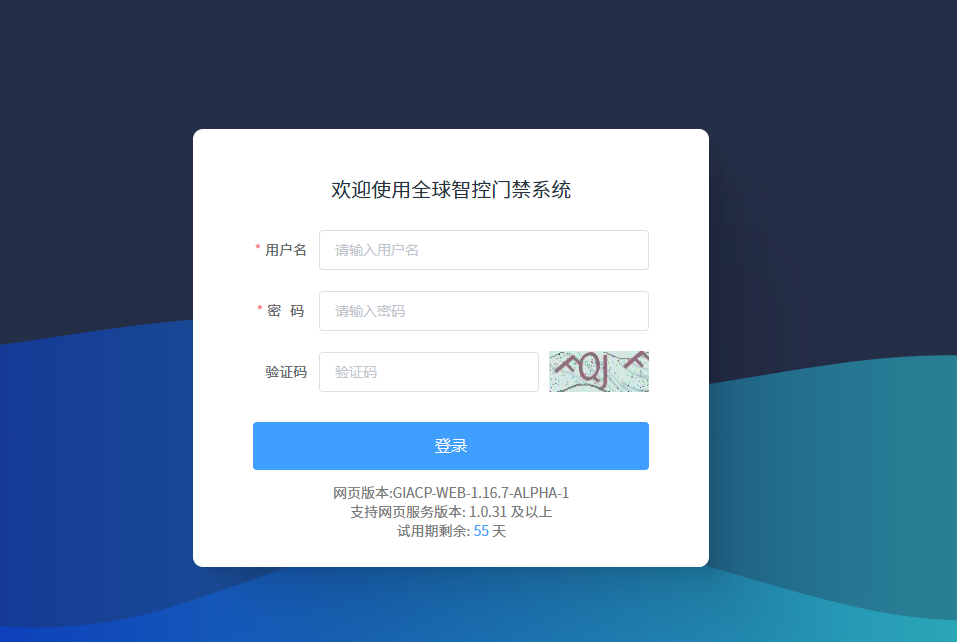 欢迎使用全球智控门禁系统
* 用户名 请输入用户名
* 密 码 请输入密码
验证码 验证码
登录
网页版本:GIACP-WEB-1.16.7-ALPHA-1
支持网页服务版本: 1.0.31 及以上
试用期剩余: 55 天